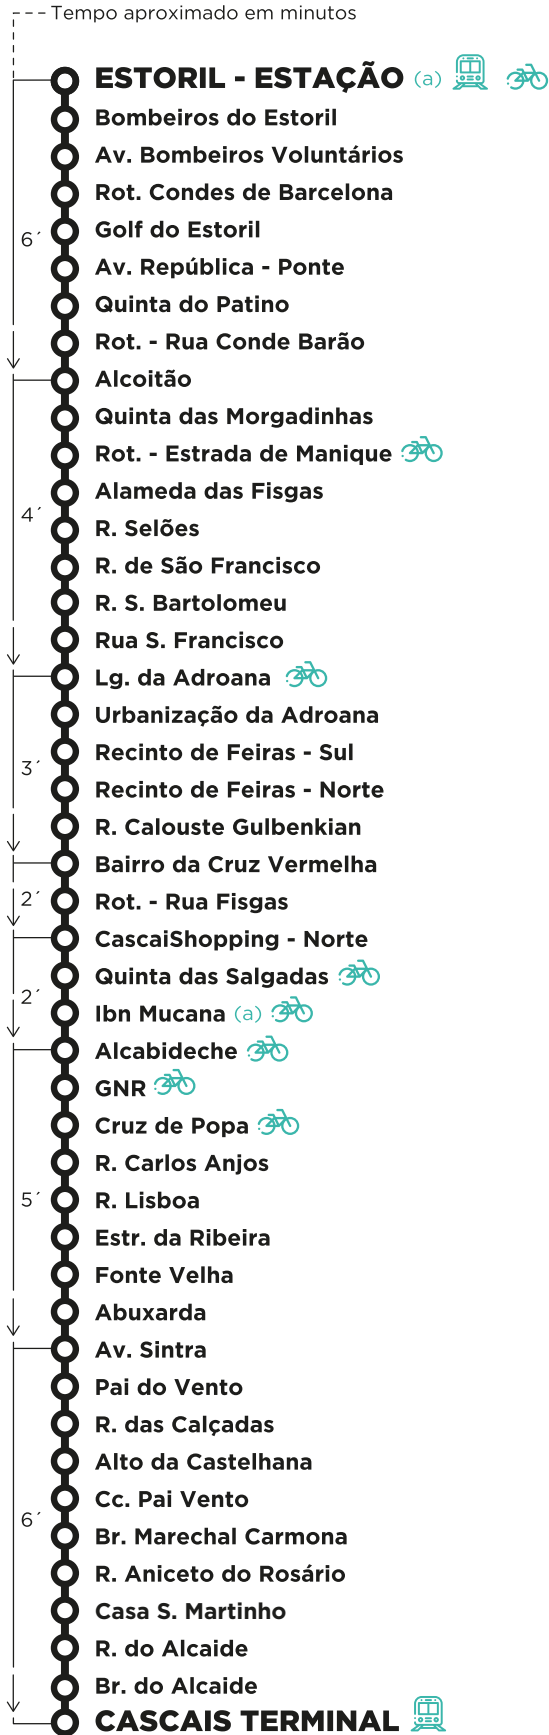 Tempo aproximado em minutos
ESTORIL - ESTAÇÃO (a)
Bombeiros do Estoril
Av. Bombeiros Voluntários
Rot. Condes de Barcelona
Golf do Estoril
6´
Av. República - Ponte
Quinta do Patino
Rot. - Rua Conde Barão
Alcoitão
Quinta das Morgadinhas
Rot. - Estrada de Manique
Alameda das Fisgas
4´
R. Selões
R. de São Francisco
R. S. Bartolomeu
Rua S. Francisco
Lg. da Adroana
Urbanização da Adroana
Recinto de Feiras - Sul
3´
Recinto de Feiras - Norte
R. Calouste Gulbenkian
Bairro da Cruz Vermelha
2´ Rot. - Rua Fisgas
CascaiShopping - Norte
Quinta das Salgadas
2´
Ibn Mucana (a)
Alcabideche
GNR
Cruz de Popa
R. Carlos Anjos
5´ R. Lisboa
Estr. da Ribeira
Fonte Velha
Abuxarda
Av. Sintra
Pai do Vento
R. das Calçadas
Alto da Castelhana
Cc. Pai Vento
6´
Br. Marechal Carmona
R. Aniceto do Rosário
Casa S. Martinho
R. do Alcaide
Br. do Alcaide
CASCAIS TERMINAL